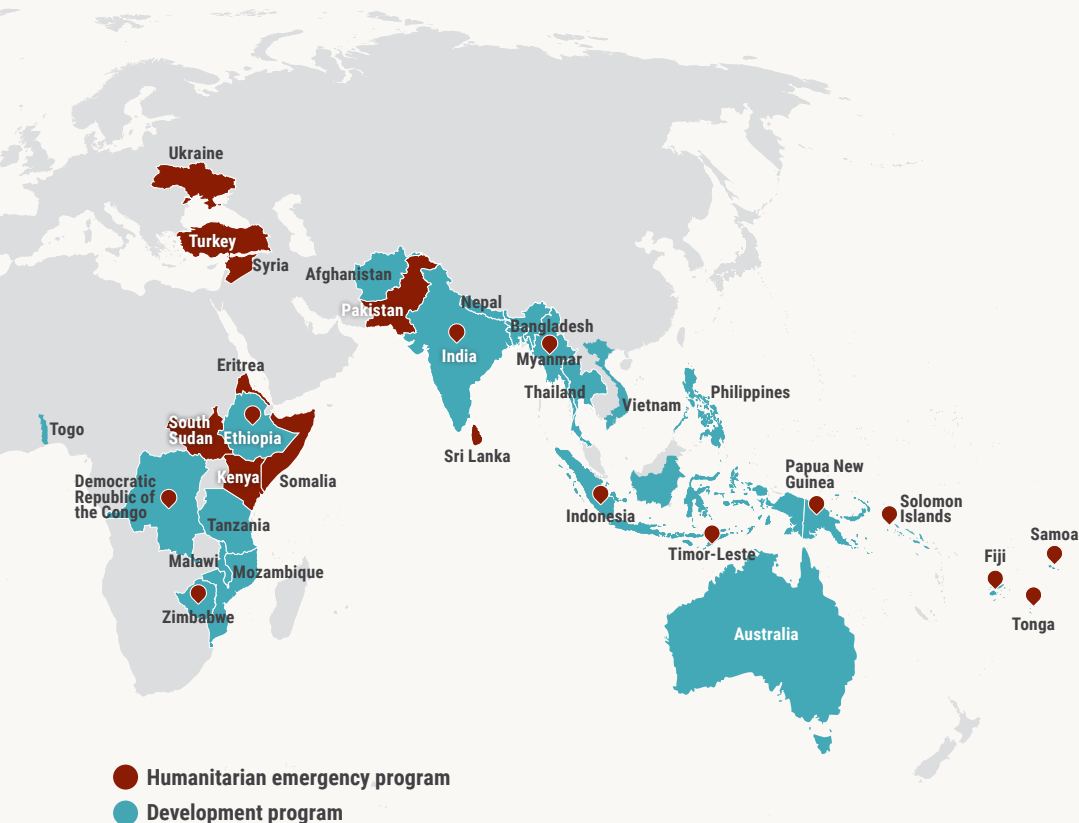 Ukraine
Turkey
Syria
Afghanistan
Pakistan
Nepal
Bangladesh
India
Myanmar
Eritrea
Thailand
Philippines
Vietnam
Togo
South
Sudan
Ethiopia
Sri Lanka
Kenya
Somalia
Democratic
Republic of
the Congo
Papua New
Guinea
Solomon
Islands
Indonesia
Tanzania
Samoa
Timor-Leste
Fiji
Malawi
Mozambique
Zimbabwe
Tonga
Australia
Humanitarian emergency program
Development program